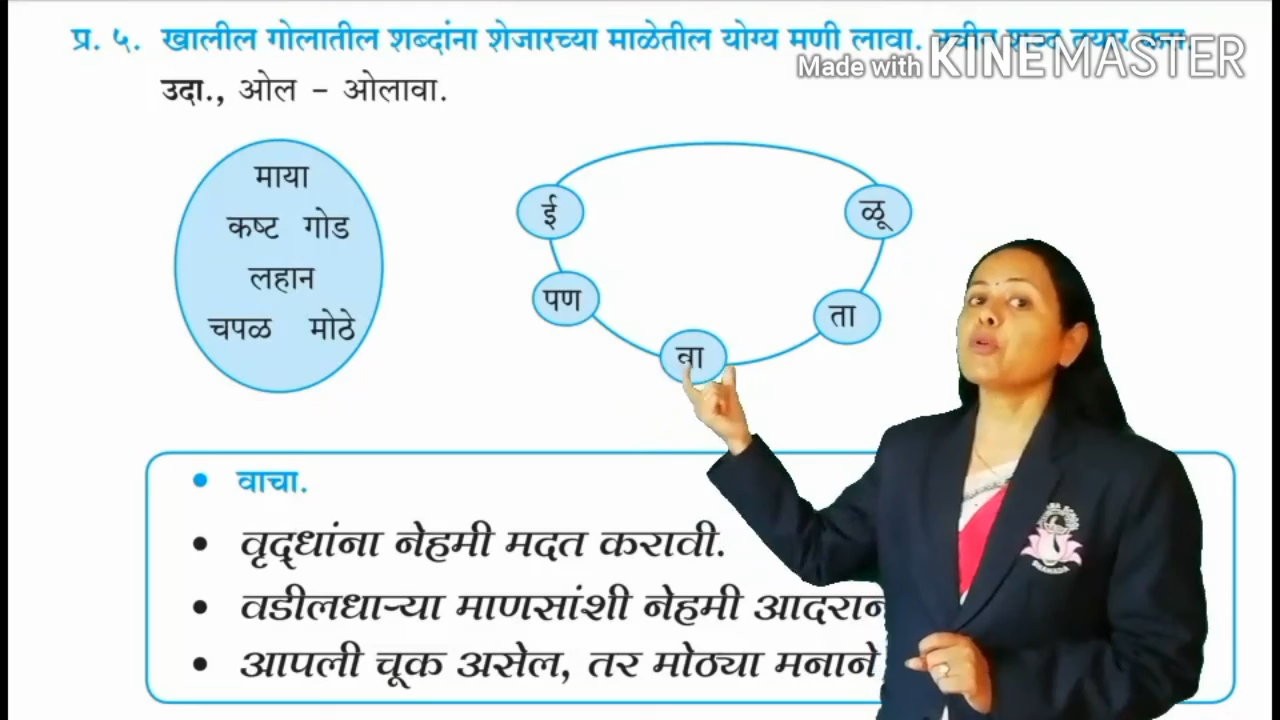 प्र. ५. खालील गोलातील शब्दांना शेजारच्या माळेतील योग्य मणी लावा.
Made with KINEMASTER
उदा., ओल – ओलावा.
माया
कष्ट गोड
लहान
चपळ मोठे
ई
ळू
पण
ता
वा
• वाचा.
• वृद्धांना नेहमी मदत करावी.
• वडीलधाऱ्या माणसांशी नेहमी
• आपली चूक असेल, तर मोठ्या मनाने